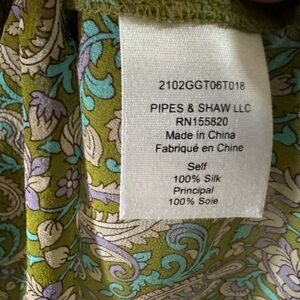 2102GGT06T018
PIPES & SHAW LLC
RN155820
Made in China
Fabriqué en Chine
Self
100% Silk
Principal
100% Soie